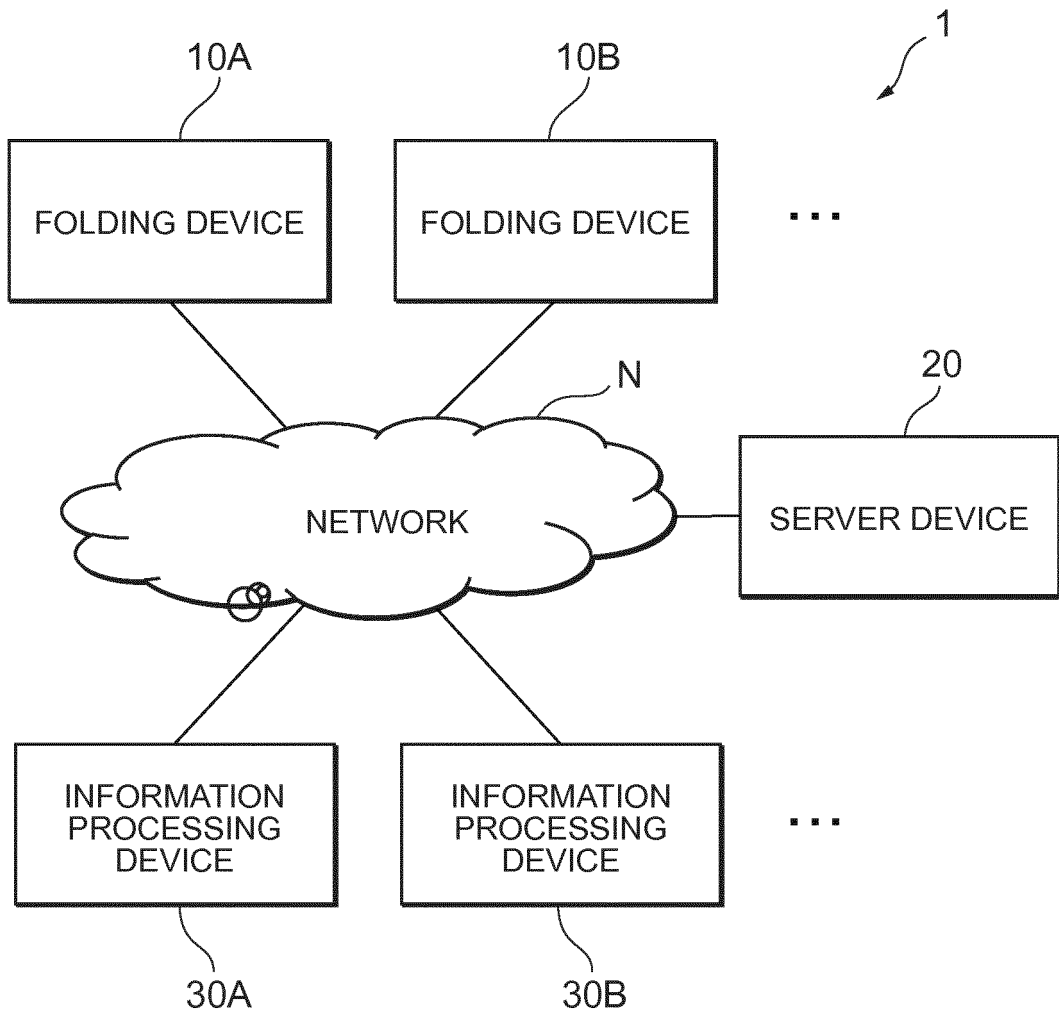 1
10A
10B
FOLDING DEVICE
FOLDING DEVICE
...
N
20
NETWORK
SERVER DEVICE
INFORMATION
PROCESSING
DEVICE
INFORMATION
PROCESSING
DEVICE
...
30A
30B